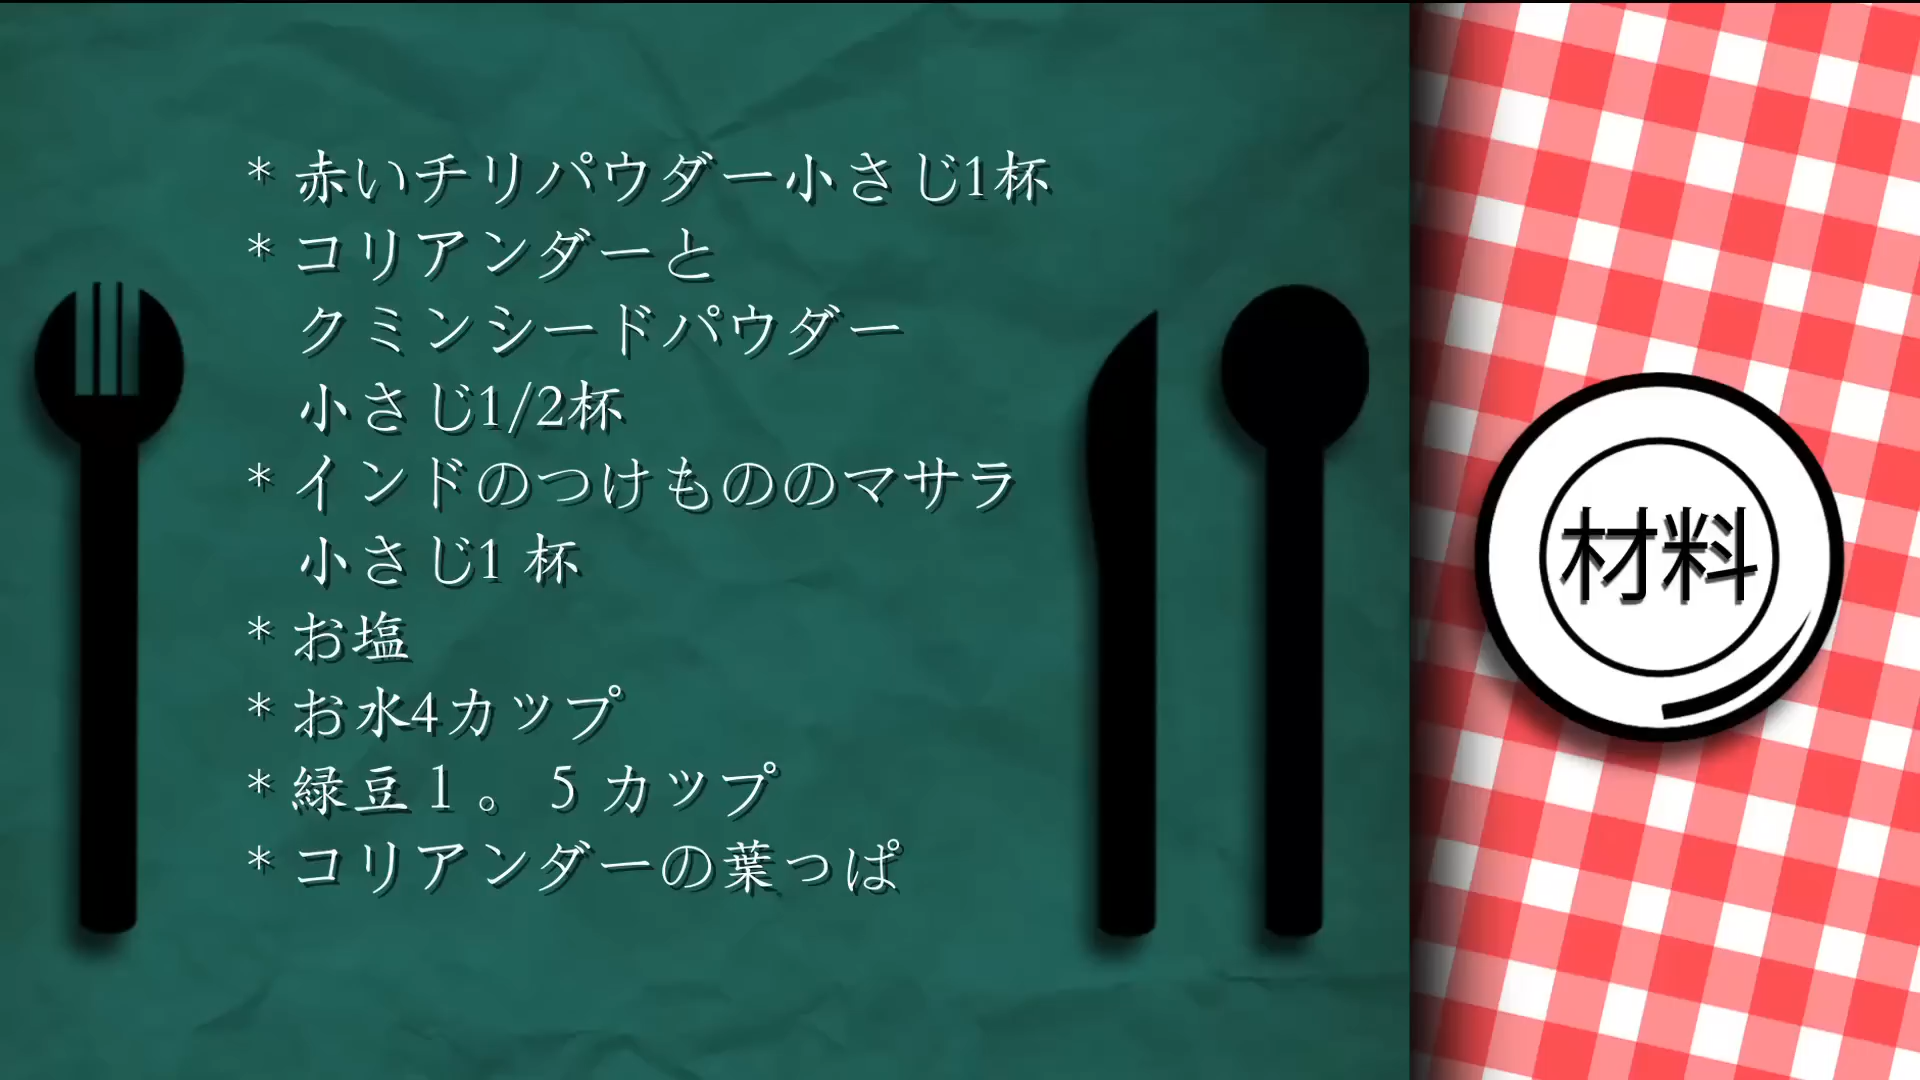 * 赤いチリパウダー小さじ1杯
* コリアンダーと
クミンシードパウダー
小さじ1/2杯
* インドのつけもののマサラ
小さじ1 杯
* お塩
* お水4カップ
* 緑豆１。５カップ
* コリアンダーの葉っぱ
材料